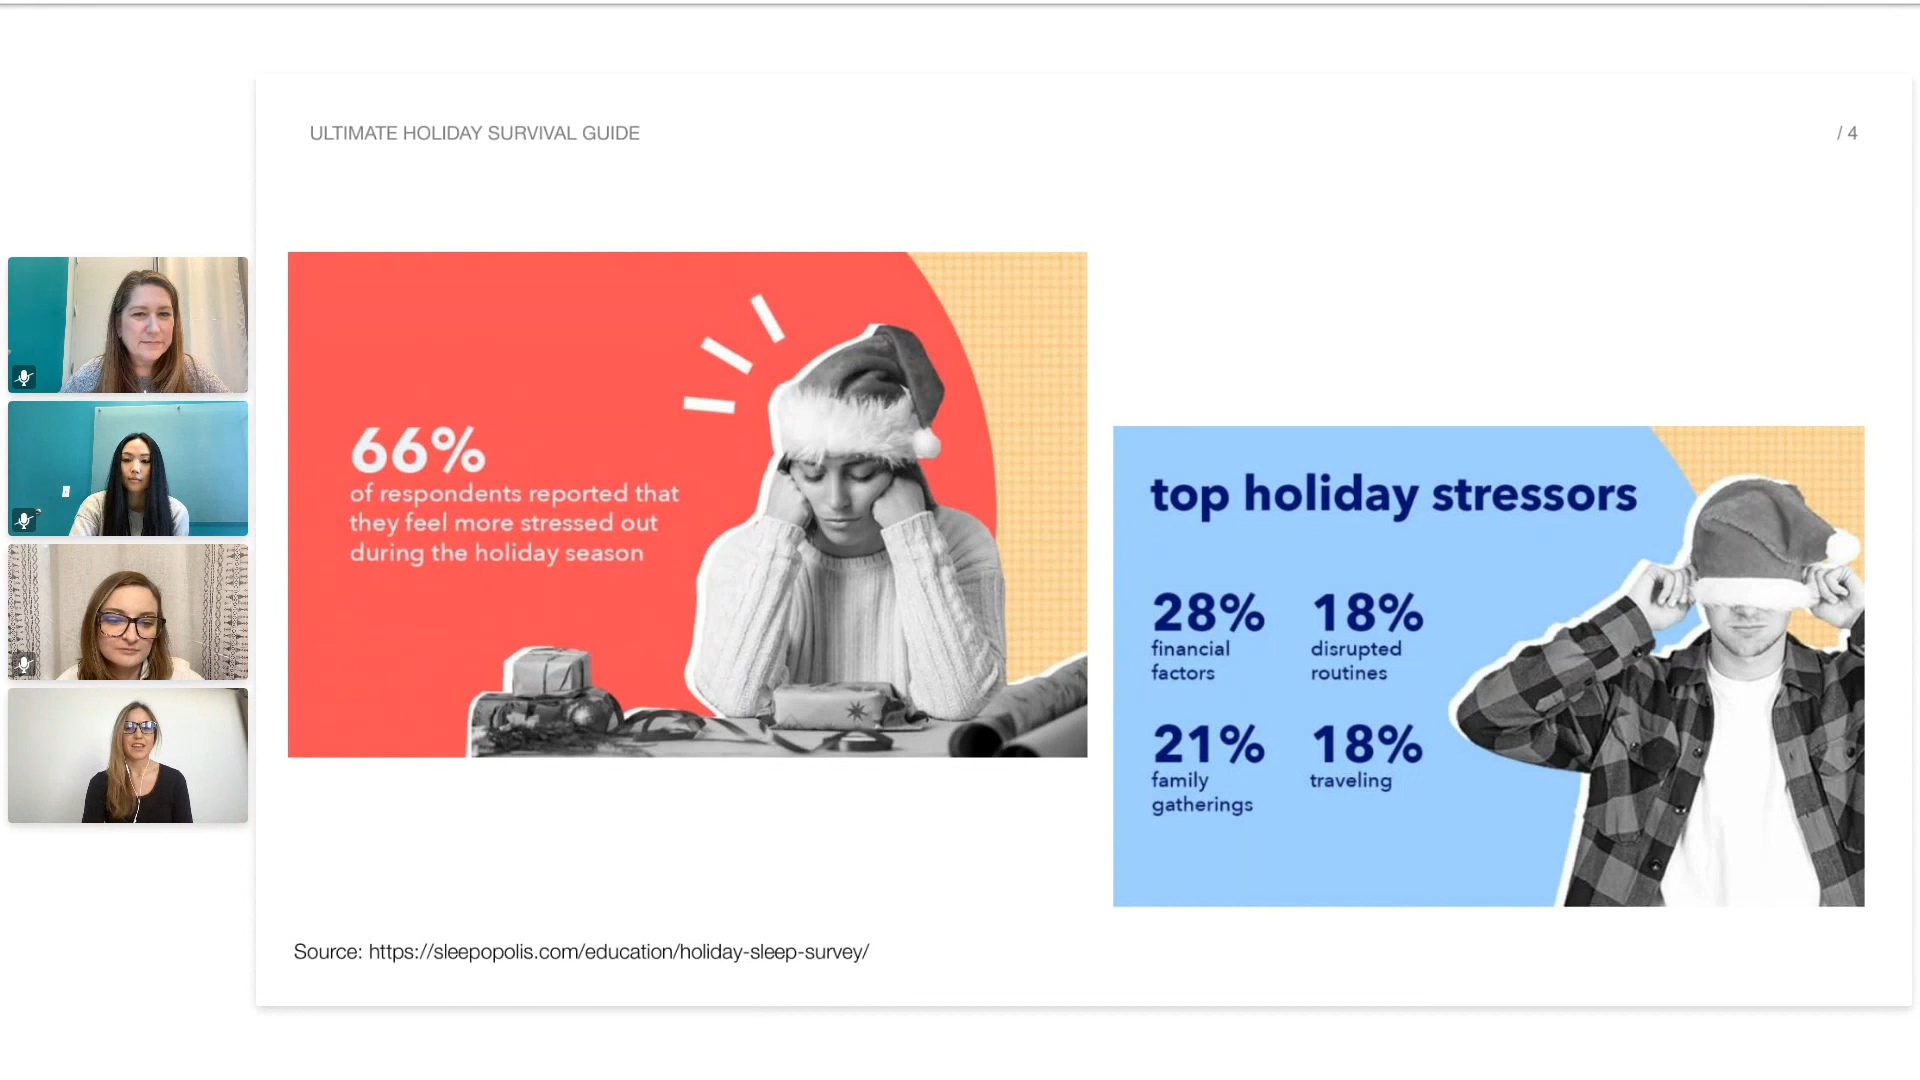 ULTIMATE HOLIDAY SURVIVAL GUIDE
/ 4
66%
of respondents reported that
they feel more stressed out
during the holiday season
top holiday stressors
28%
financial
factors
18%
disrupted
routines
21%
family
gatherings
18%
traveling
Source: https://sleepopolis.com/education/holiday-sleep-survey/